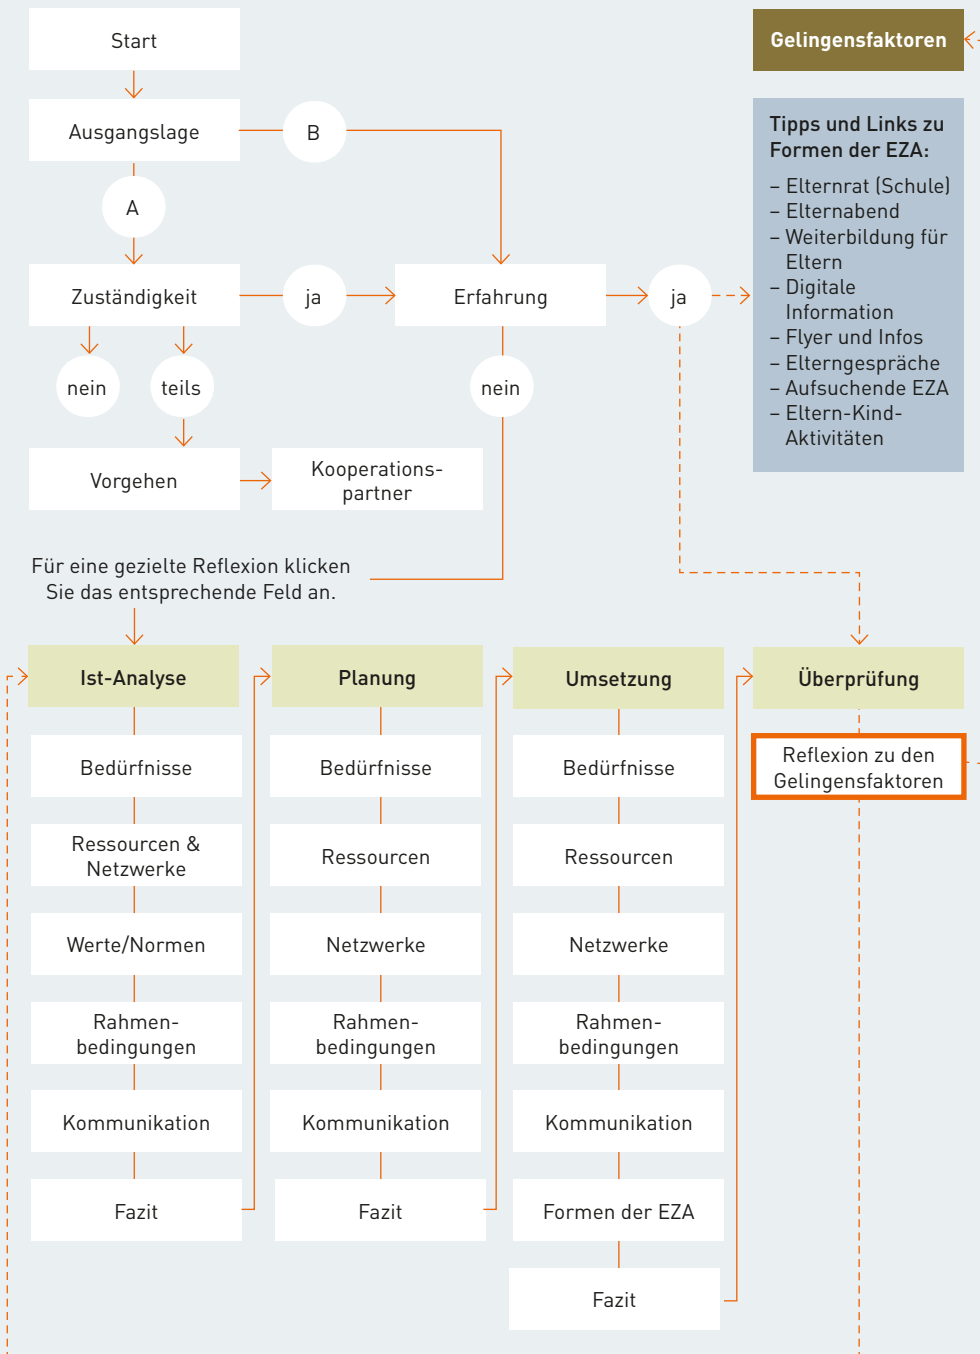 Start
Gelingensfaktoren
Ausgangslage
B
A
Tipps und Links zu
Formen der EZA:
– Elternrat (Schule)
– Elternabend
– Weiterbildung für
Eltern
– Digitale
Information
– Flyer und Infos
– Elterngespräche
– Aufsuchende EZA
– Eltern-Kind-
Aktivitäten
Zuständigkeit
ja
Erfahrung
ja
nein
teils
nein
Vorgehen
Kooperations-
partner
Für eine gezielte Reflexion klicken
Sie das entsprechende Feld an.
Ist-Analyse
Bedürfnisse
Ressourcen &
Netzwerke
Werte/Normen
Rahmen-
bedingungen
Kommunikation
Fazit
Planung
Bedürfnisse
Ressourcen
Netzwerke
Rahmen-
bedingungen
Kommunikation
Fazit
Umsetzung
Bedürfnisse
Ressourcen
Netzwerke
Rahmen-
bedingungen
Kommunikation
Formen der EZA
Fazit
Überprüfung
Reflexion zu den
Gelingensfaktoren